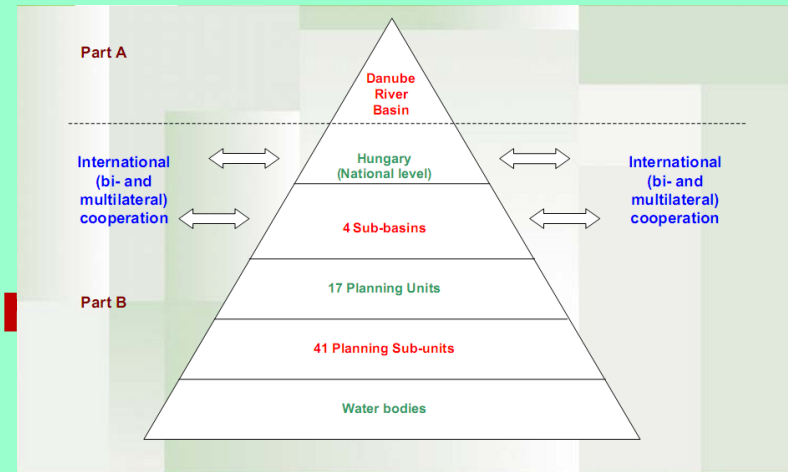 Part A
Danube
River
Basin
International
(bi- and
multilateral)
cooperation
Hungary
(National level)
International
(bi- and
multilateral)
cooperation
4 Sub-basins
17 Planning Units
Part B
41 Planning Sub-units
Water bodies